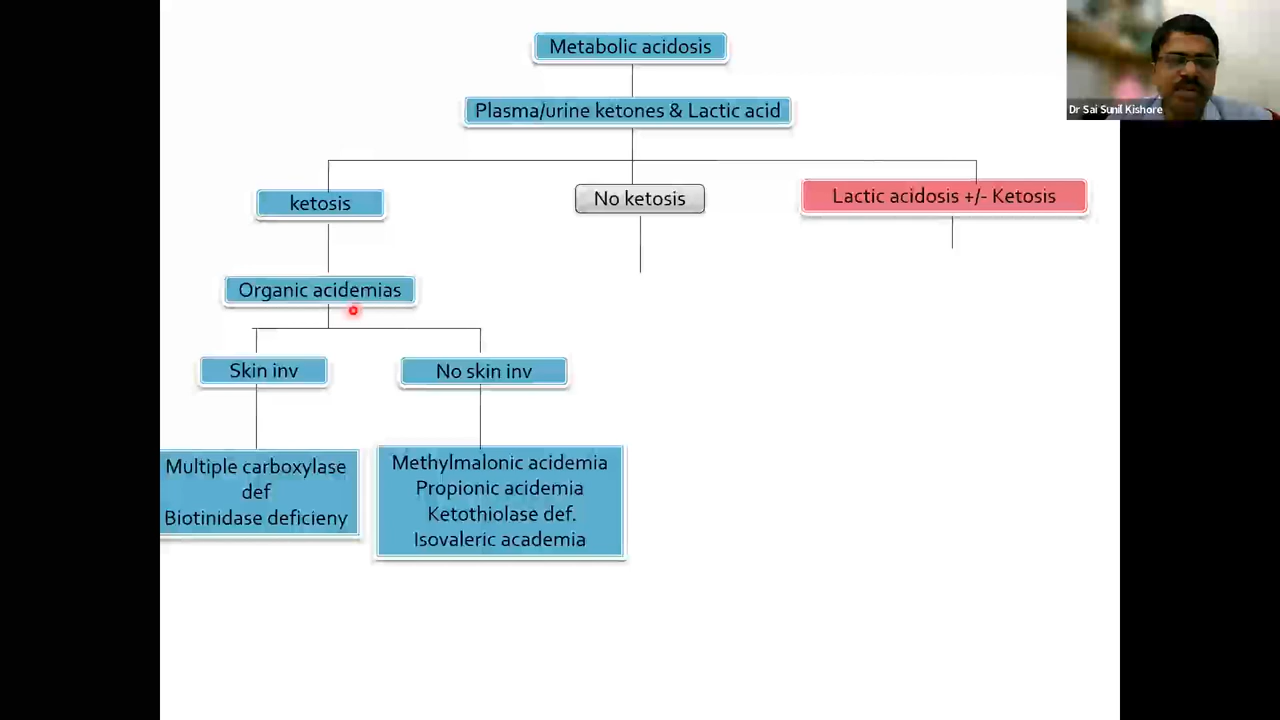 Metabolic acidosis
Dr Sai Sunil Kishore
Plasma/urine ketones & Lactic acid
ketosis
No ketosis
Lactic acidosis +/- Ketosis
Organic acidemias
Skin inv
No skin inv
Multiple carboxylase
def
Biotinidase deficieny
Methylmalonic acidemia
Propionic acidemia
Ketothiolase def.
Isovaleric academia